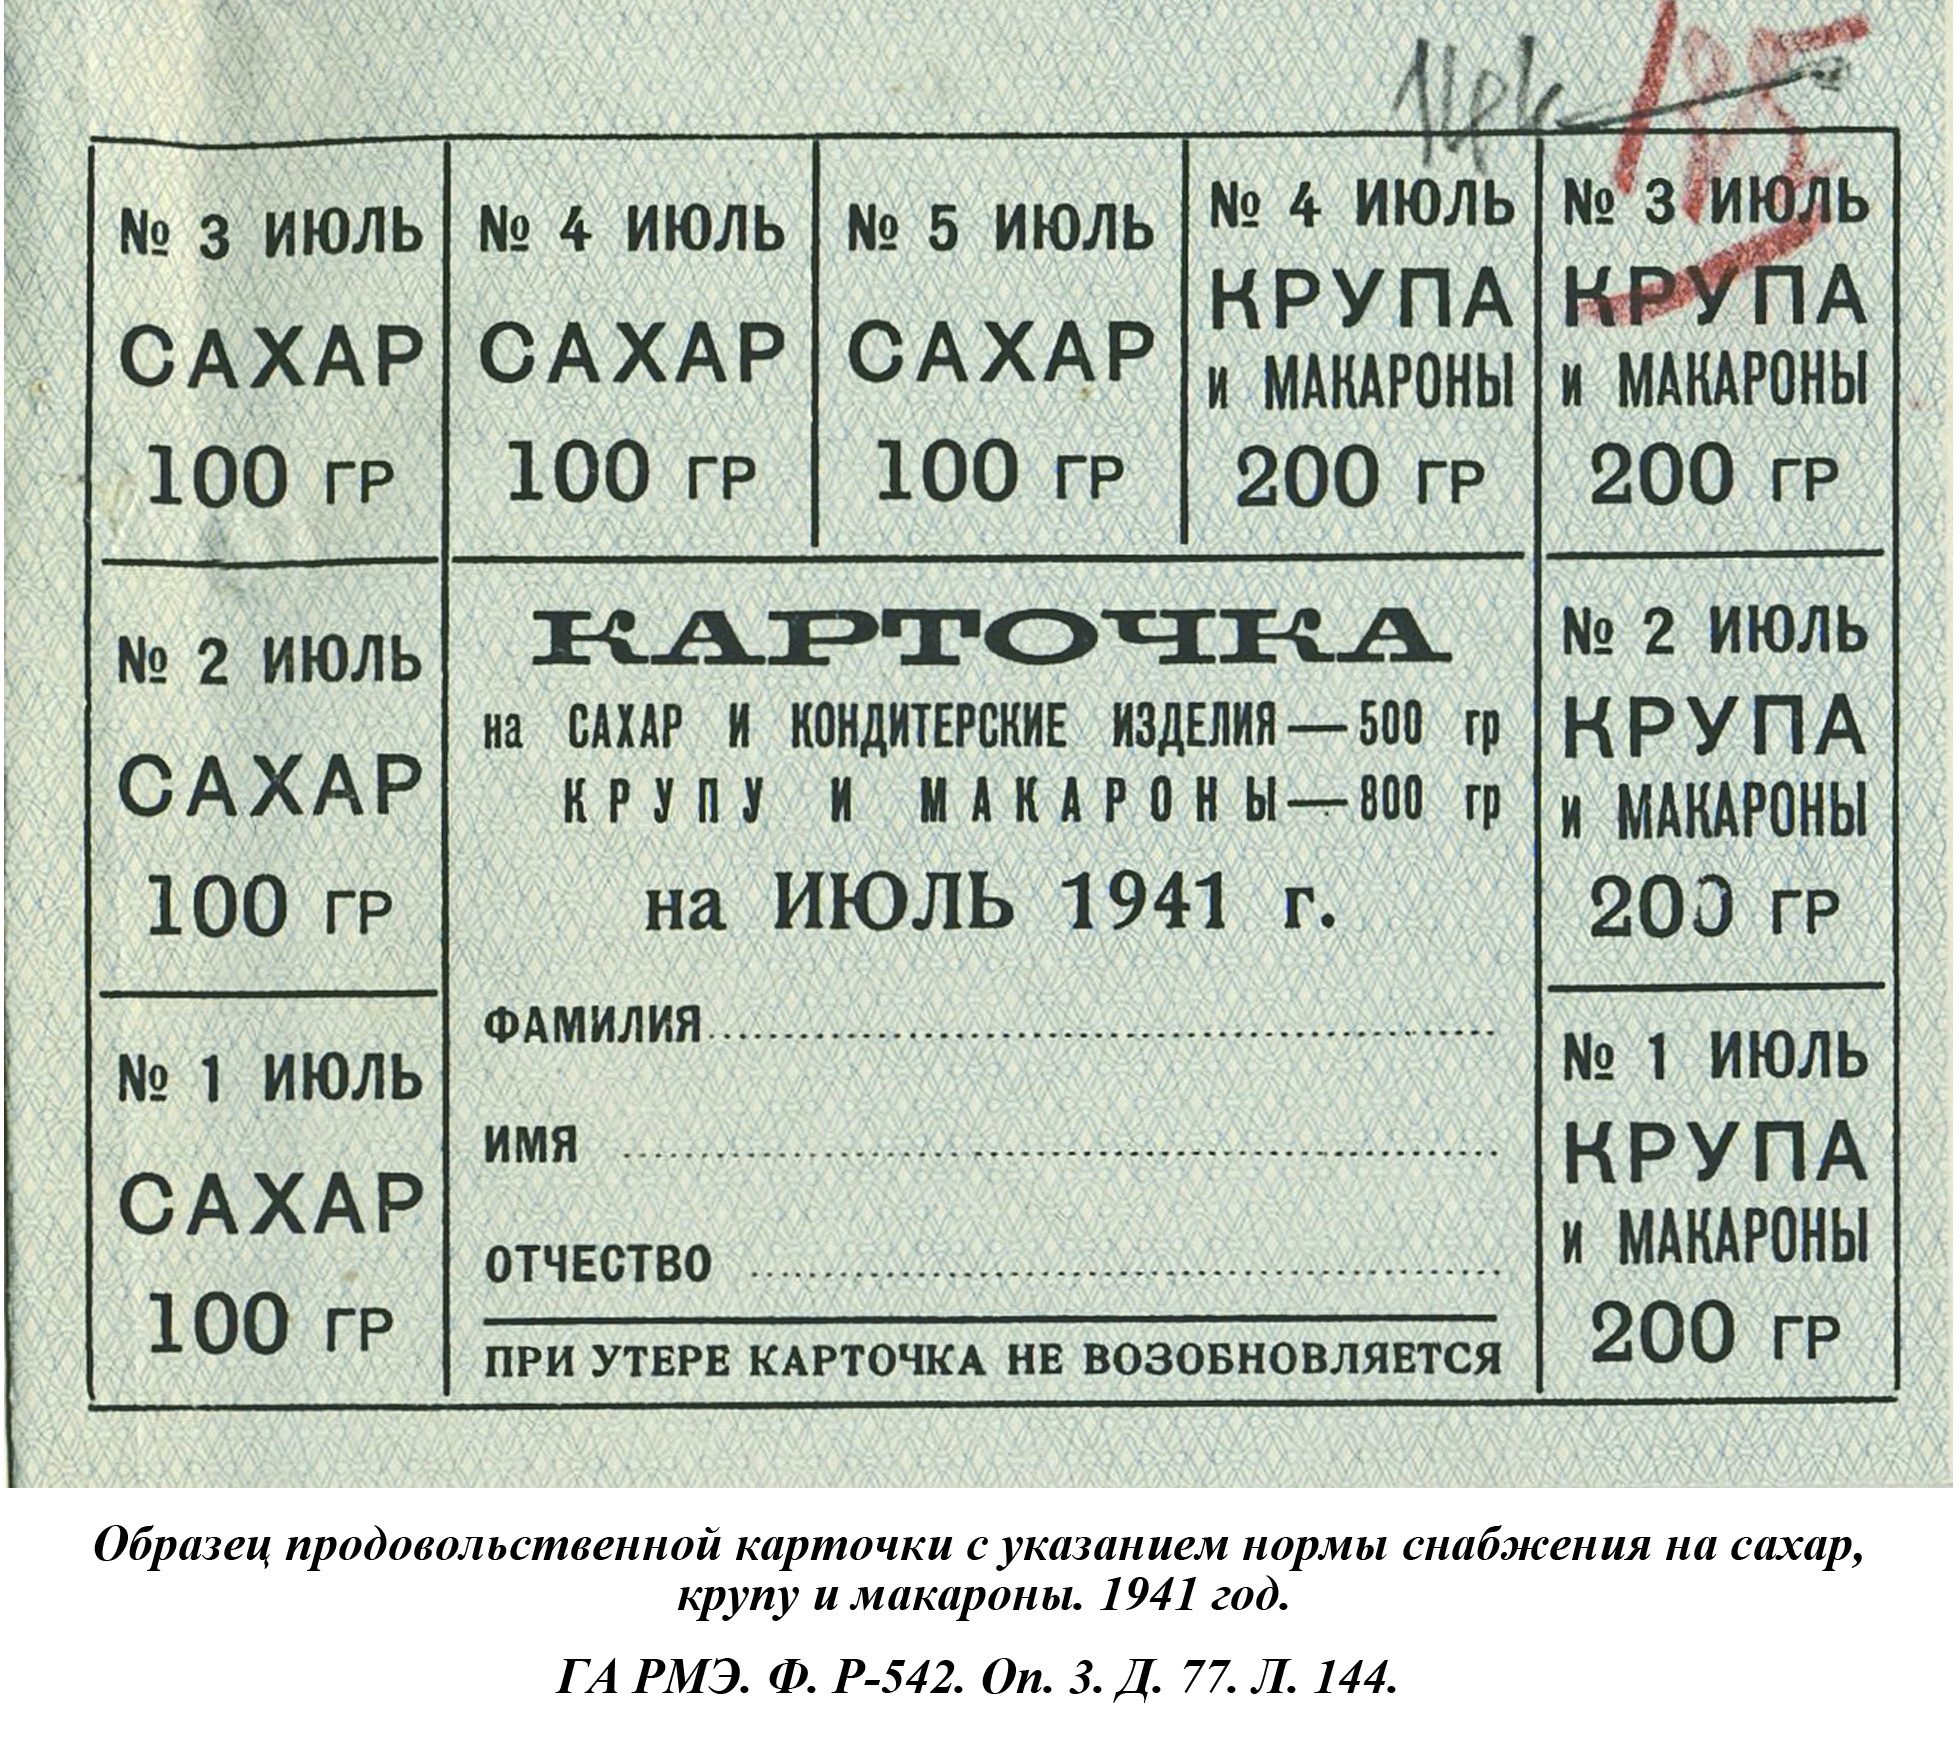 № 3 ИЮЛЬ
САХАР
100 ГР
№ 4 ИЮЛЬ
САХАР
100 ГР
№ 5 ИЮЛЬ
САХАР
100 ГР
№ 4 ИЮЛЬ
КРУПА
и МАКАРОНЫ
200 ГР
№ 3 ИЮЛЬ
КРУПА
и МАКАРОНЫ
200 ГР
№ 2 ИЮЛЬ
САХАР
100 ГР
№ 1 ИЮЛЬ
САХАР
100 ГР
КАРТОЧКА
на САХАР И КОНДИТЕРСКИЕ ИЗДЕЛИЯ—500 гр
КРУПУ И МАКАРОНЫ—800 гр
на ИЮЛЬ 1941 г.
ФАМИЛИЯ
ИМЯ
ОТЧЕСТВО
ПРИ УТЕРЕ КАРТОЧКА НЕ ВОЗОБНОВЛЯЕТСЯ
№ 2 ИЮЛЬ
КРУПА
и МАКАРОНЫ
200 ГР
№ 1 ИЮЛЬ
КРУПА
и МАКАРОНЫ
200 ГР
Образец продовольственной карточки с указанием нормы снабжения на сахар,
крупу и макароны. 1941 год.
ГА РМЭ. Ф. Р-542. Оп. 3. Д. 77. Л. 144.